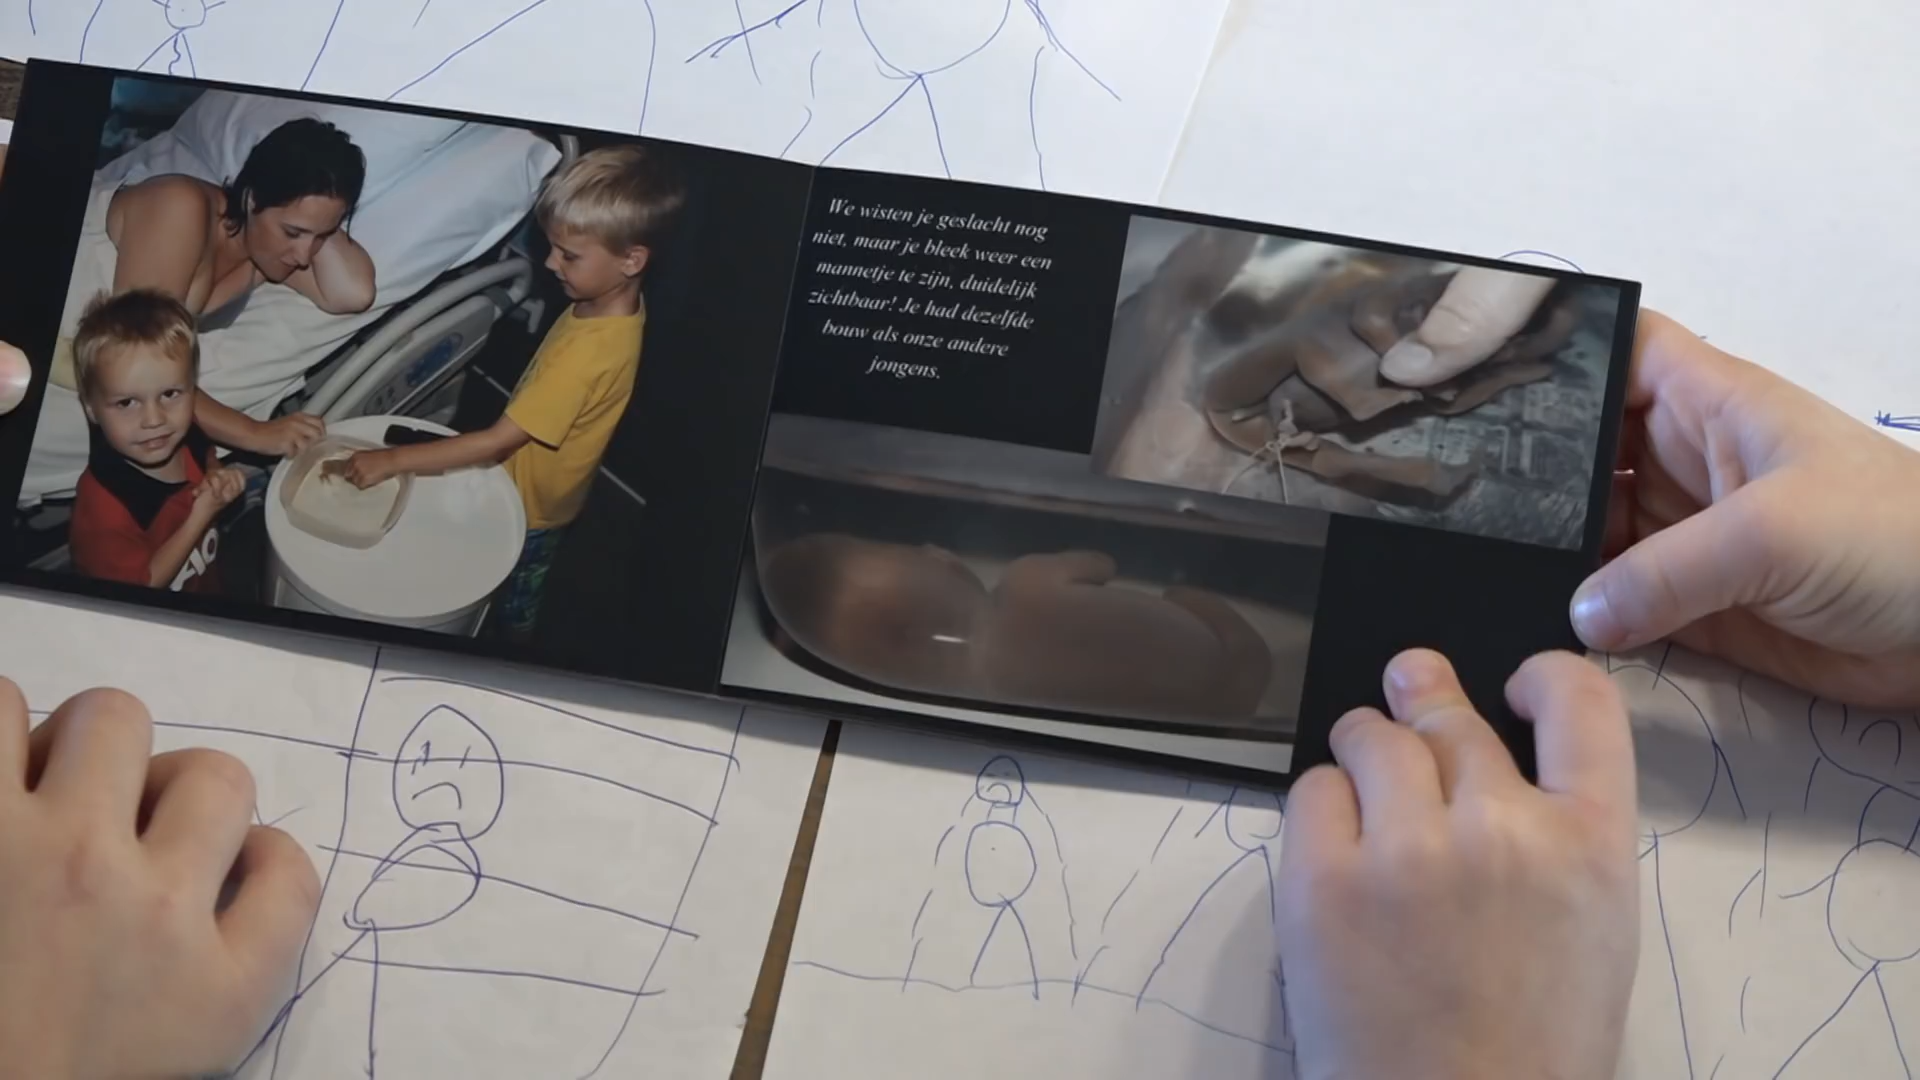 We wisten je geslacht nog
niet, maar je bleek weer een
mannetje te zijn, duidelijk
zichtbaar! Je had dezelfde
bouw als onze andere
jongens.